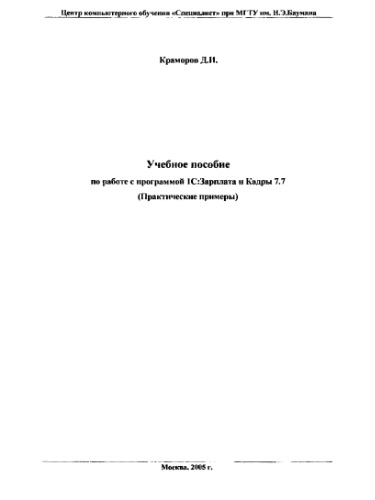 Центр компьютерного обучения «Специалист» при МГТУ им. Н.Э.Баумана
Краморов Д.И.
Учебное пособие
по работе с программой 1С:Зарплата и Кадры 7.7
(Практические примеры)
Москва. 2005 г.